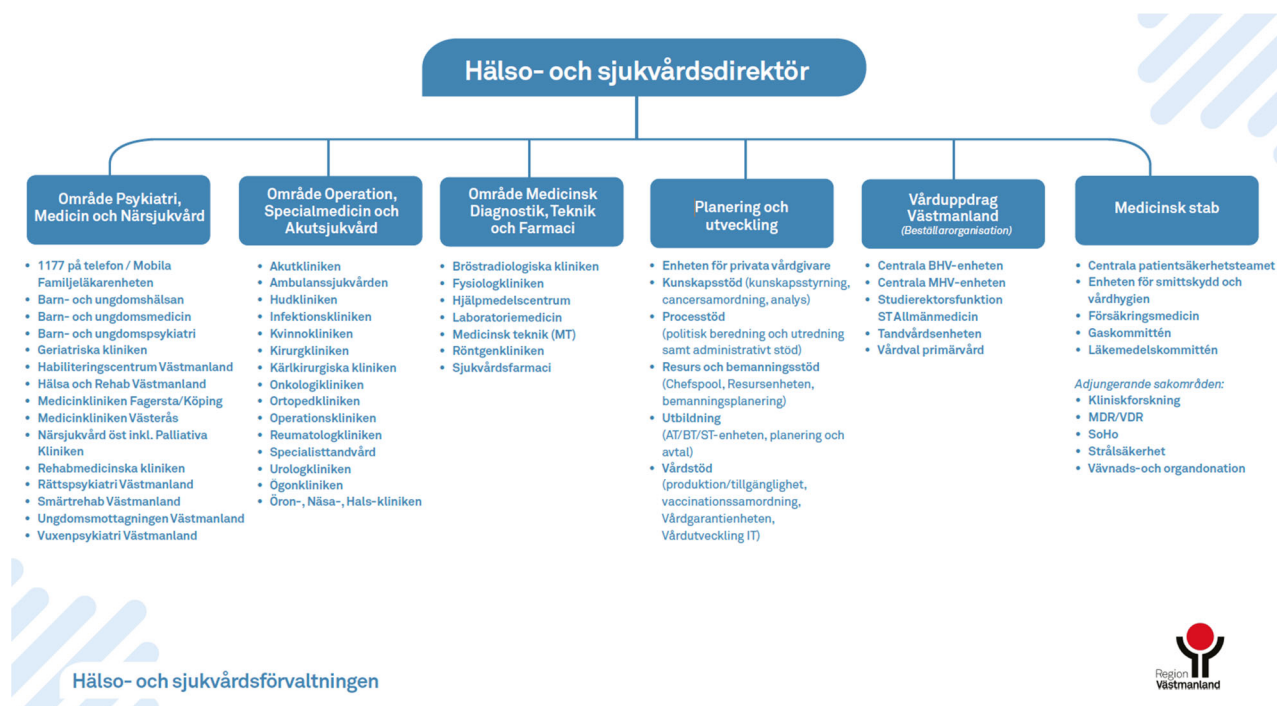 Hälso- och sjukvårdsdirektör
Område Psykiatri,
Medicin och Närsjukvård
• 1177 på telefon / Mobila
Familjeläkarenheten
• Barn- och ungdomshälsan
• Barn- och ungdomsmedicin
• Barn- och ungdomspsykiatri
• Geriatriska kliniken
• Habiliteringscentrum Västmanland
• Hälsa och Rehab Västmanland
• Medicinkliniken Fagersta/Köping
• Medicinkliniken Västerås
• Närsjukvård öst inkl. Palliativa
Kliniken
• Rehabmedicinska kliniken
• Rättspsykiatri Västmanland
• Smärtrehab Västmanland
• Ungdomsmottagningen Västmanland
• Vuxenpsykiatri Västmanland
Område Operation,
Specialmedicin och
Akutsjukvård
• Akutkliniken
• Ambulanssjukvården
• Hudkliniken
• Infektionskliniken
• Kvinnokliniken
• Kirurgkliniken
• Kärlkirurgiska kliniken
• Onkologikliniken
• Ortopedkliniken
• Operationskliniken
• Reumatologkliniken
• Specialisttandvård
• Urologkliniken
• Ögonkliniken
• Öron-, Näsa-, Hals-kliniken
Område Medicinsk
Diagnostik, Teknik
och Farmaci
• Bröstradiologiska kliniken
• Fysiologkliniken
• Hjälpmedelscentrum
• Laboratoriemedicin
• Medicinsk teknik (MT)
• Röntgenkliniken
• Sjukvårdsfarmaci
Planering och
utveckling
• Enheten för privata vårdgivare
• Kunskapsstöd (kunskapsstyrning,
cancersamordning, analys)
• Processtöd
(politisk beredning och utredning
samt administrativt stöd)
• Resurs och bemanningsstöd
(Chefspool, Resursenheten,
bemanningsplanering)
• Utbildning
(AT/BT/ST-enheten, planering och
avtal)
• Vårdstöd
(produktion/tillgänglighet,
vaccinationssamordning,
Vårdgarantienheten,
Vårdutveckling IT)
Vårduppdrag
Västmanland
(Beställarorganisation)
• Centrala BHV-enheten
• Centrala MHV-enheten
• Studierektorsfunktion
ST Allmänmedicin
• Tandvårdsenheten
• Vårdval primärvård
Medicinsk stab
• Centrala patientsäkerhetsteamet
• Enheten för smittskydd och
vårdhygien
• Försäkringsmedicin
• Gaskommittén
• Läkemedelskommittén
Adjungerande sakområden:
• Kliniskforskning
• MDR/VDR
• SoHo
• Strålsäkerhet
• Vävnads-och organdonation
Hälso- och sjukvårdsförvaltningen
Region
Västmanland